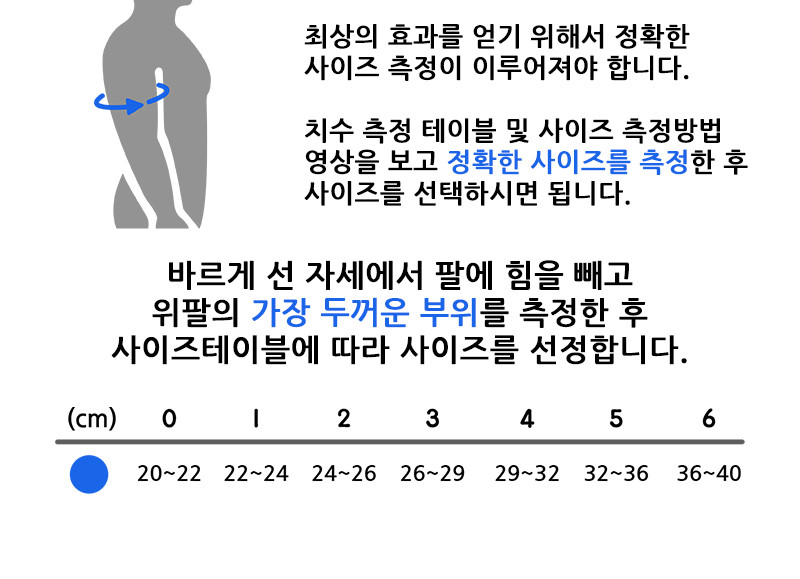 최상의 효과를 얻기 위해서 정확한
사이즈 측정이 이루어져야 합니다.
치수 측정 테이블 및 사이즈 측정방법
영상을 보고 정확한 사이즈를 측정한 후
사이즈를 선택하시면 됩니다.
바르게 선 자세에서 팔에 힘을 빼고
위팔의 가장 두꺼운 부위를 측정한 후
사이즈테이블에 따라 사이즈를 선정합니다.
(cm) 0 1 2 3 4 5 6
20~22 22~24 24~26 26~29 29~32 32~36 36~40